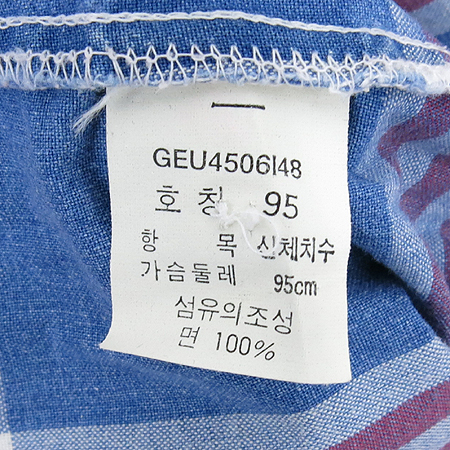 GEU4506I48
호칭 95
항 목 신체치수
가슴둘레 95cm
섬유의조성
면 100%